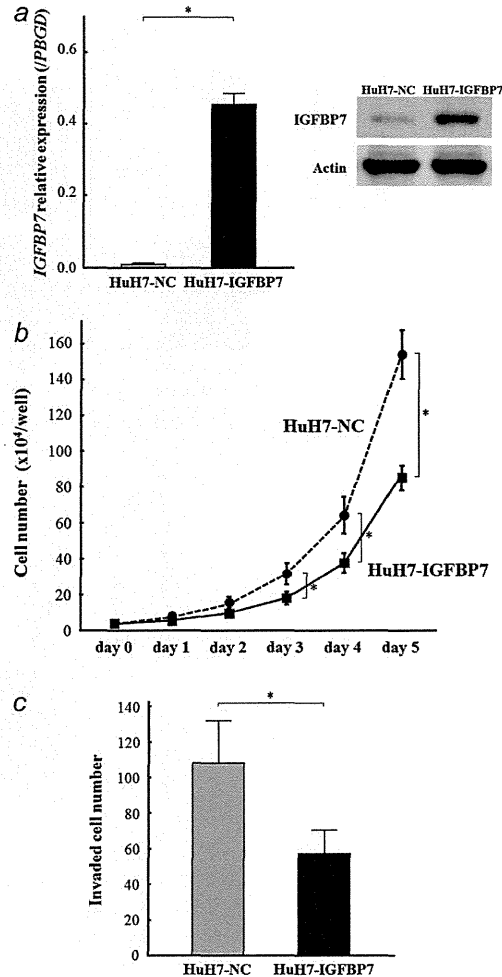 a
*
0.6
0.4
0.2
0.0
IGFBP7 relative expression (/PBGD)
HuH7-NC HuH7-IGFBP7
HuH7-NC HuH7-IGFBP7
IGFBP7
Actin
b
160
140
120
100
80
60
40
20
0
Cell number (x10⁴/well)
HuH7-NC
HuH7-IGFBP7
*
*
*
day 0 day 1 day 2 day 3 day 4 day 5
c
*
140
120
100
80
60
40
20
0
Invaded cell number
HuH7-NC HuH7-IGFBP7